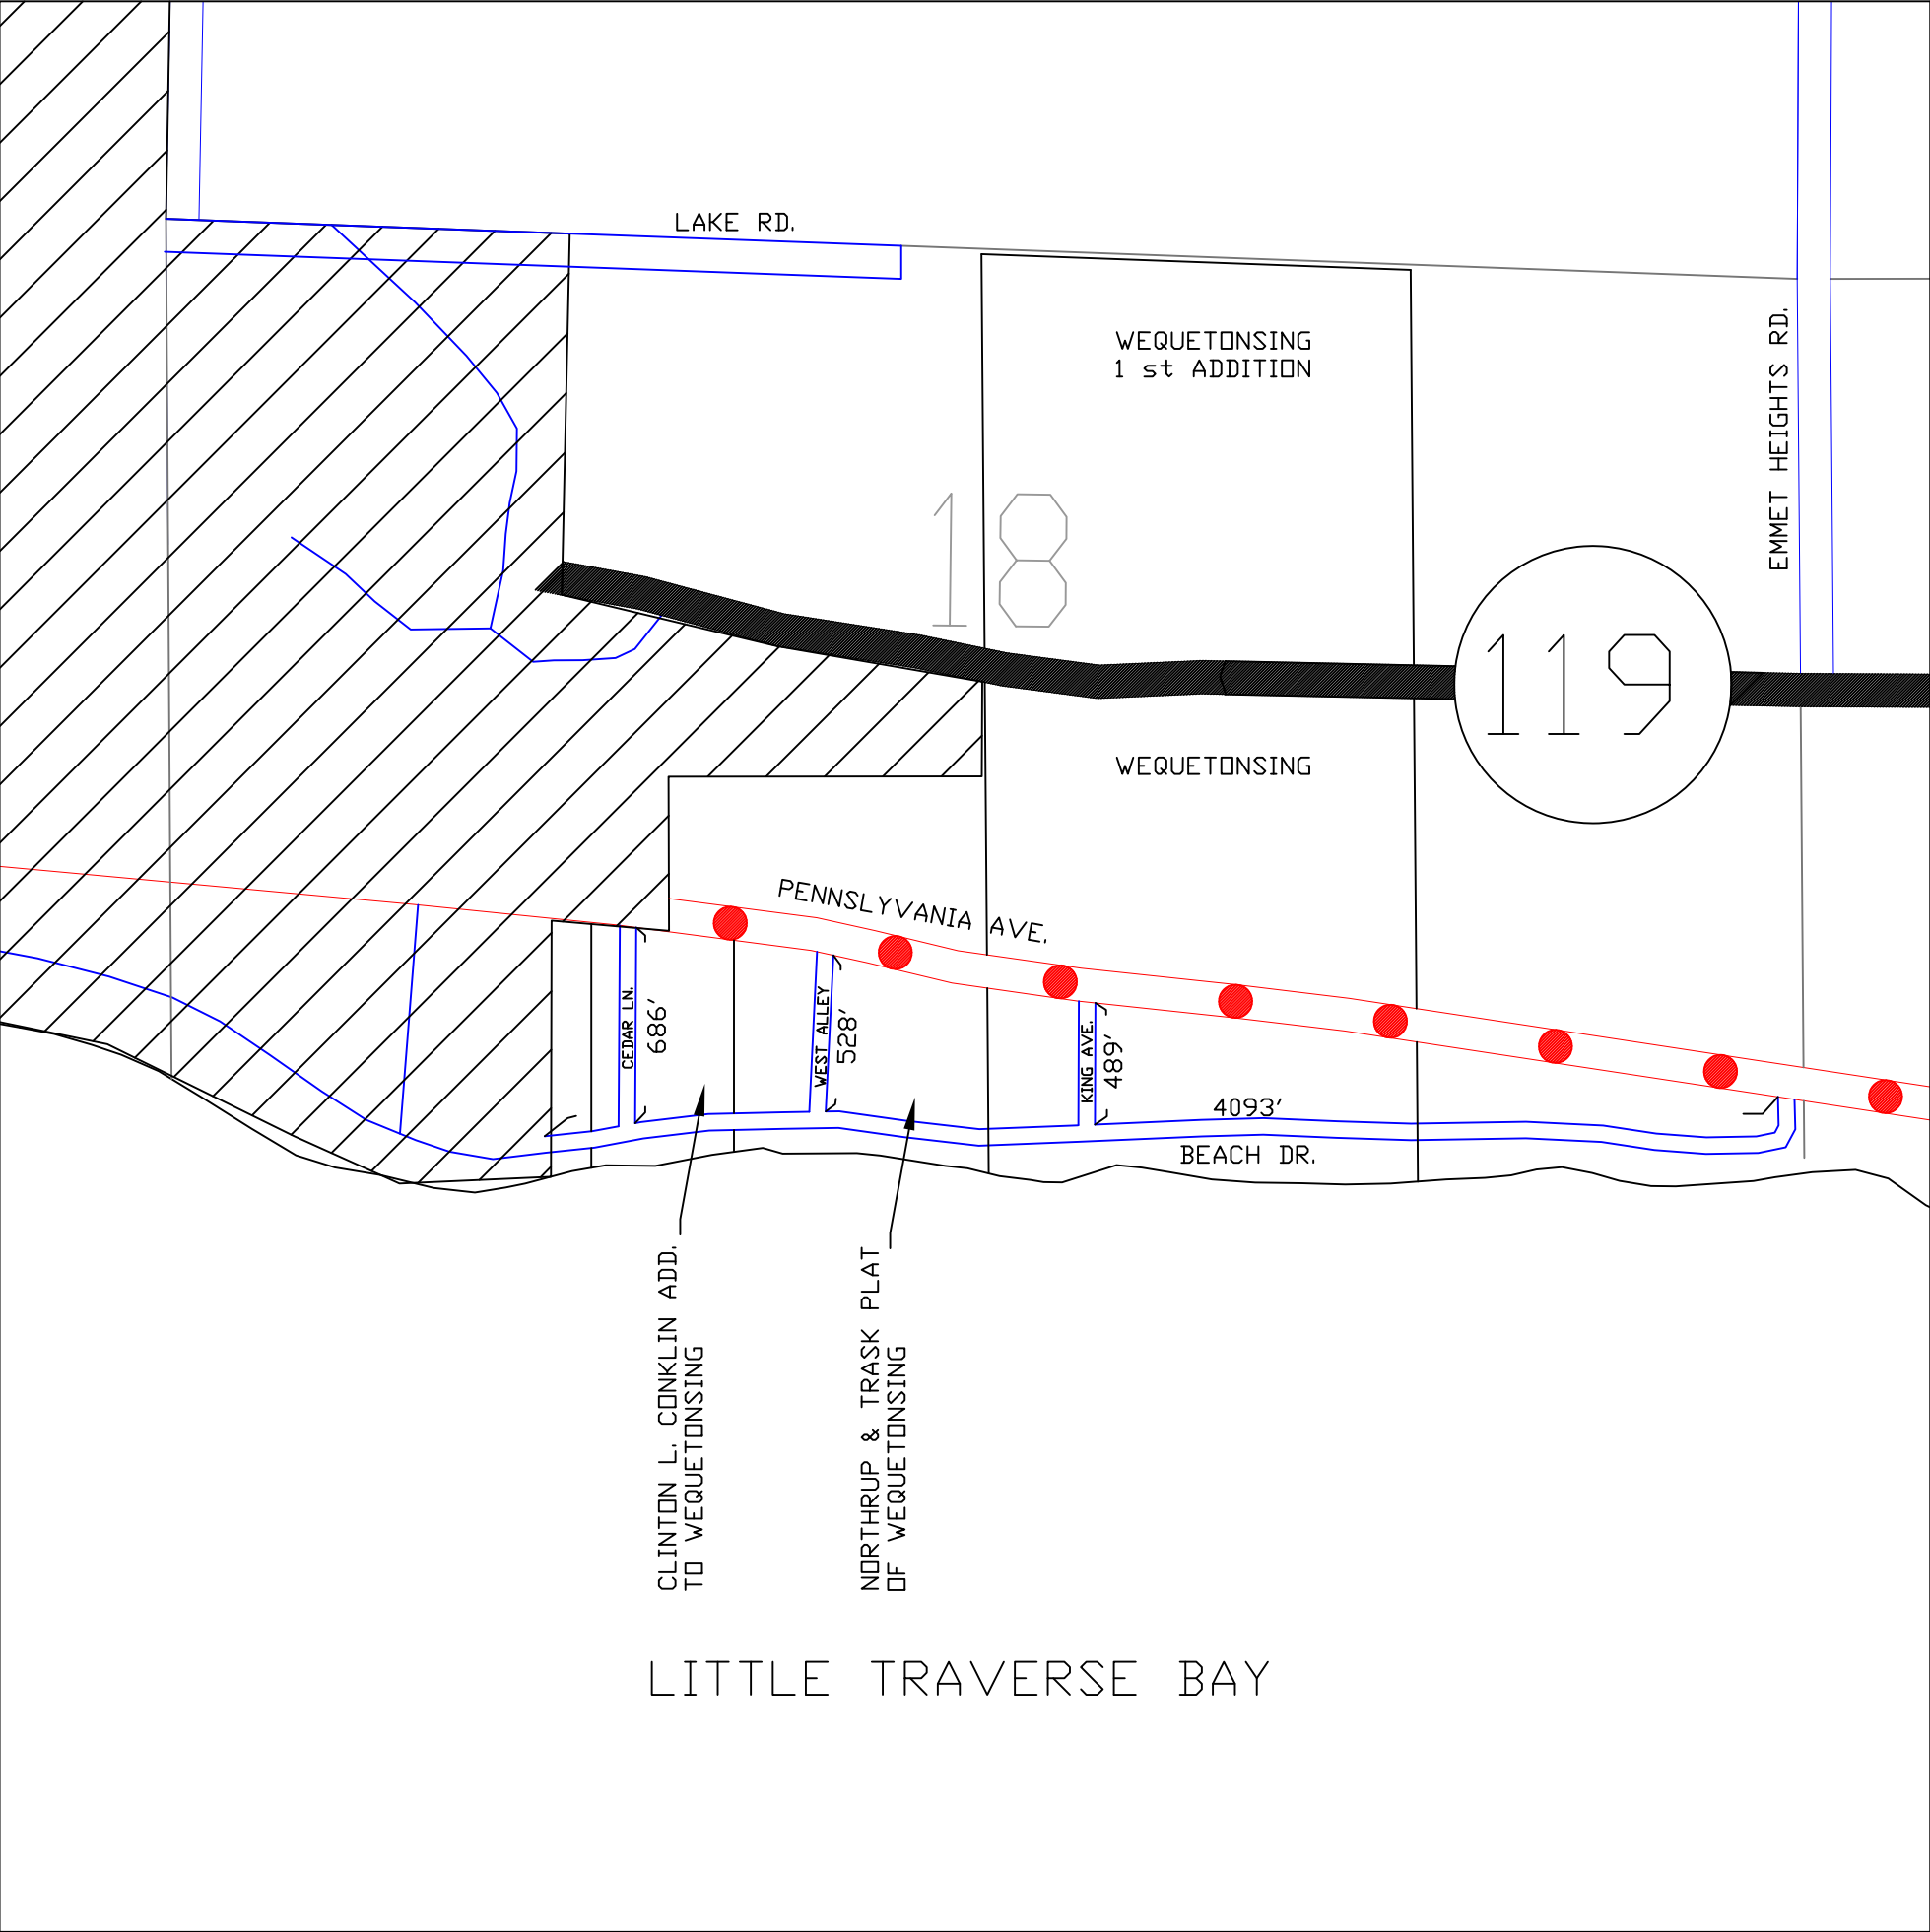 LAKE RD.
WEQUETONSING
1 st ADDITION
EMMET HEIGHTS RD.
18
119
WEQUETONSING
PENNSLYVANIA AVE.
CEDAR LN.
686'
WEST ALLEY
528'
KING AVE.
489'
4093'
BEACH DR.
CLINTON L. CONKLIN ADD.
TO WEQUETONSING
NORTHRUP & TRASK PLAT
OF WEQUETONSING
LITTLE TRAVERSE BAY